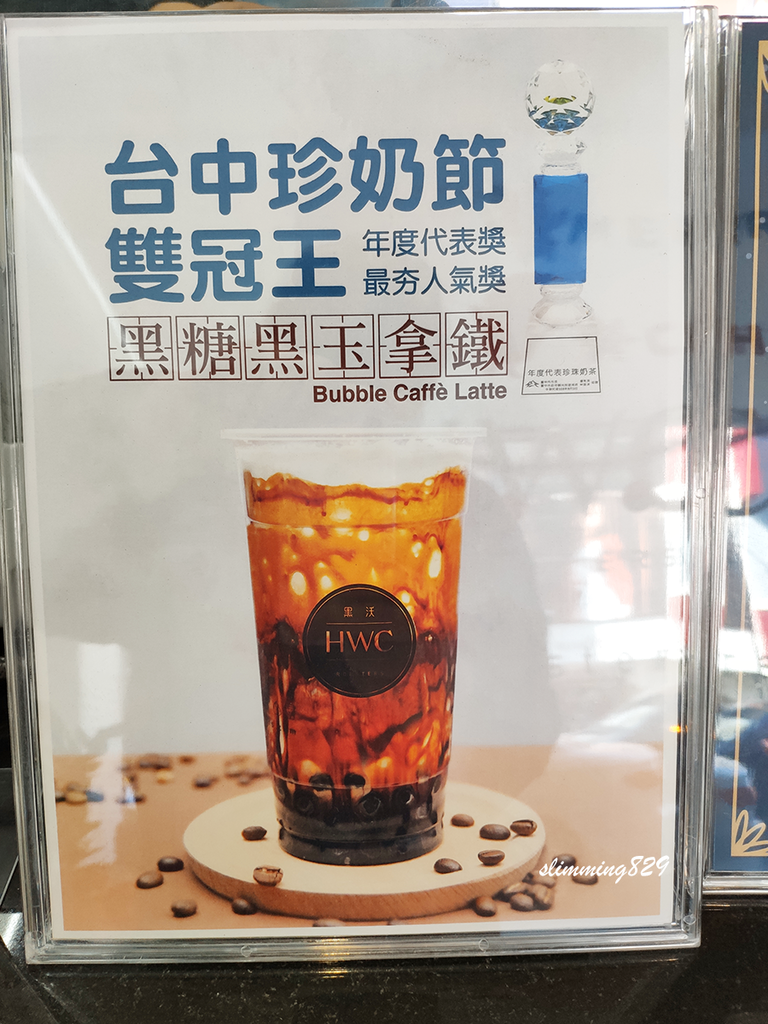 台中珍奶節
雙冠王
年度代表獎
最夯人氣獎
黑糖黑玉拿鐵
Bubble Caffè Latte
年度代表珍珠奶茶
黑沃
HWC
slimming829